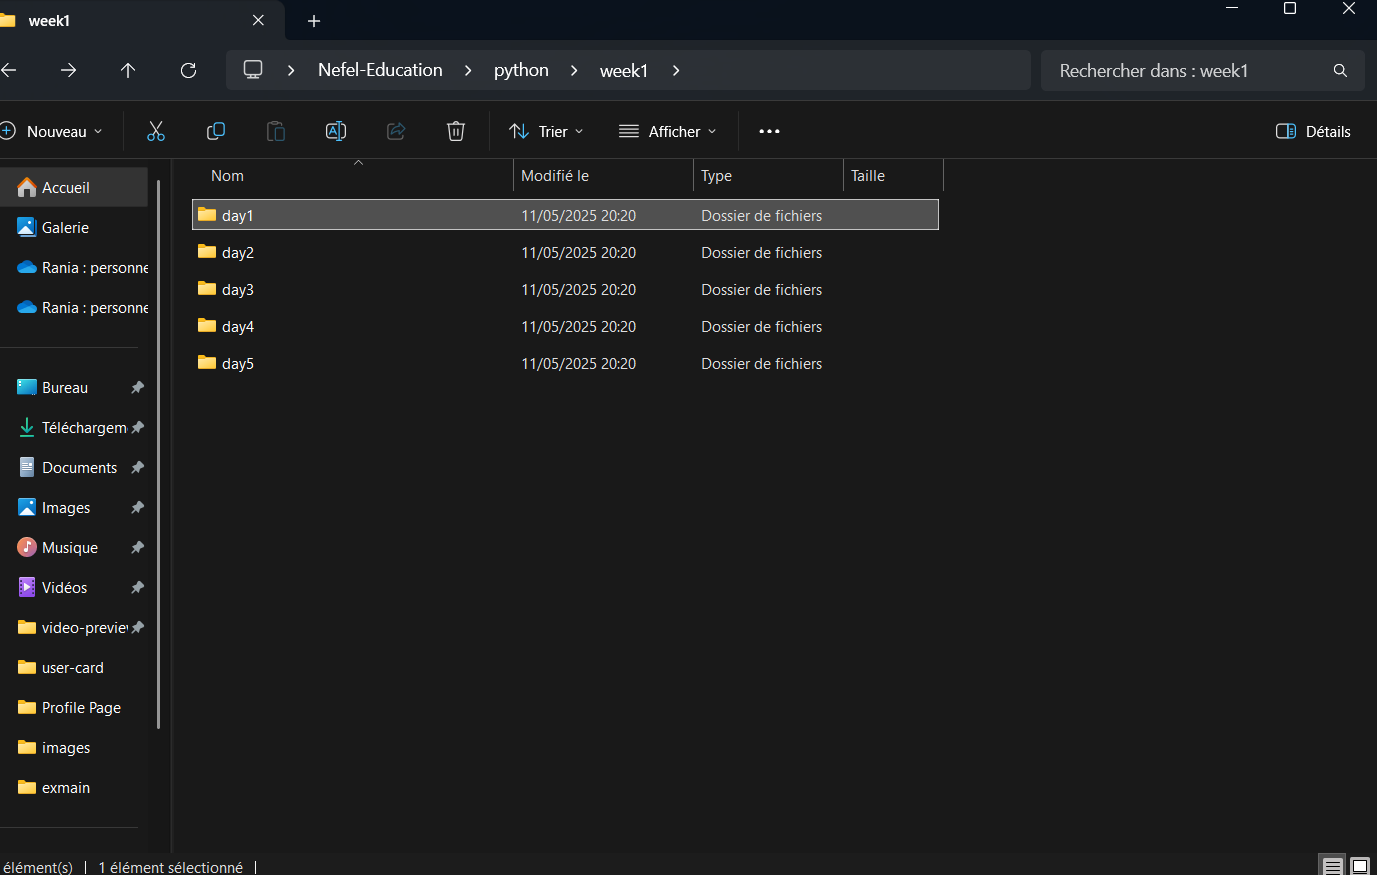 week1
Nefel-Education > python > week1 >
Rechercher dans : week1
Nouveau
Trier
Afficher
Détails
Nom Modifié le Type Taille
day1 11/05/2025 20:20 Dossier de fichiers
day2 11/05/2025 20:20 Dossier de fichiers
day3 11/05/2025 20:20 Dossier de fichiers
day4 11/05/2025 20:20 Dossier de fichiers
day5 11/05/2025 20:20 Dossier de fichiers
Accueil
Galerie
Rania : personne
Rania : personne
Bureau
Téléchargem
Documents
Images
Musique
Vidéos
video-previe
user-card
Profile Page
images
exmain
élément(s) | 1 élément sélectionné |